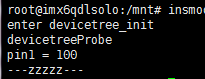 root@imx6qdlsolo:/mnt# insmo
enter devicetree_init
devicetreeProbe
pin1 = 100
---zzzzz---